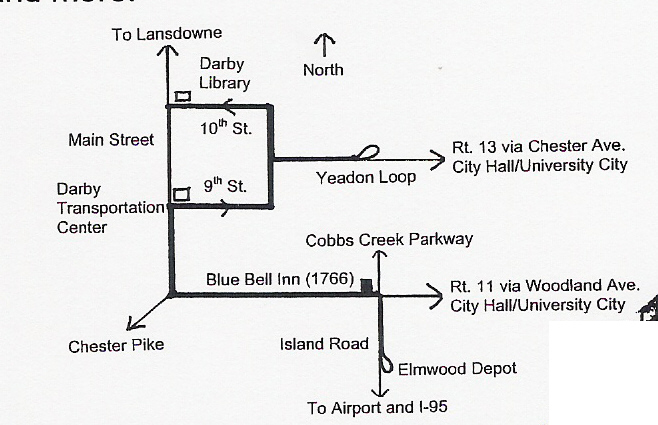 To Lansdowne
Darby
Library
North
10th St.
Main Street
Rt. 13 via Chester Ave.
City Hall/University City
Yeadon Loop
Darby
Transportation
Center
9th St.
Cobbs Creek Parkway
Blue Bell Inn (1766)
Rt. 11 via Woodland Ave.
City Hall/University City
Chester Pike
Island Road
Elmwood Depot
To Airport and I-95